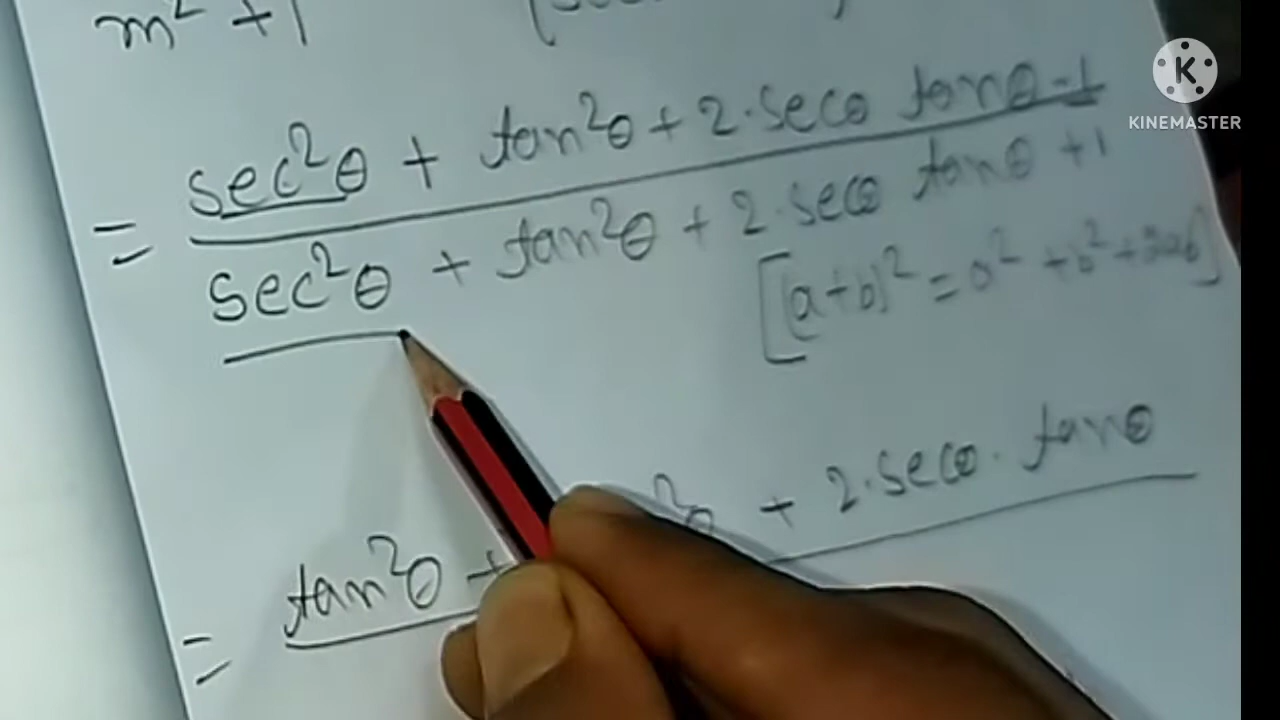 m² + 1
= sec²θ + tan²θ + 2·secθ tanθ - 1
sec²θ + tan²θ + 2·secθ tanθ + 1
[(a+b)² = a² + b² + 2ab]
= tan²θ + ²θ + 2·secθ·tanθ
K
KINEMASTER